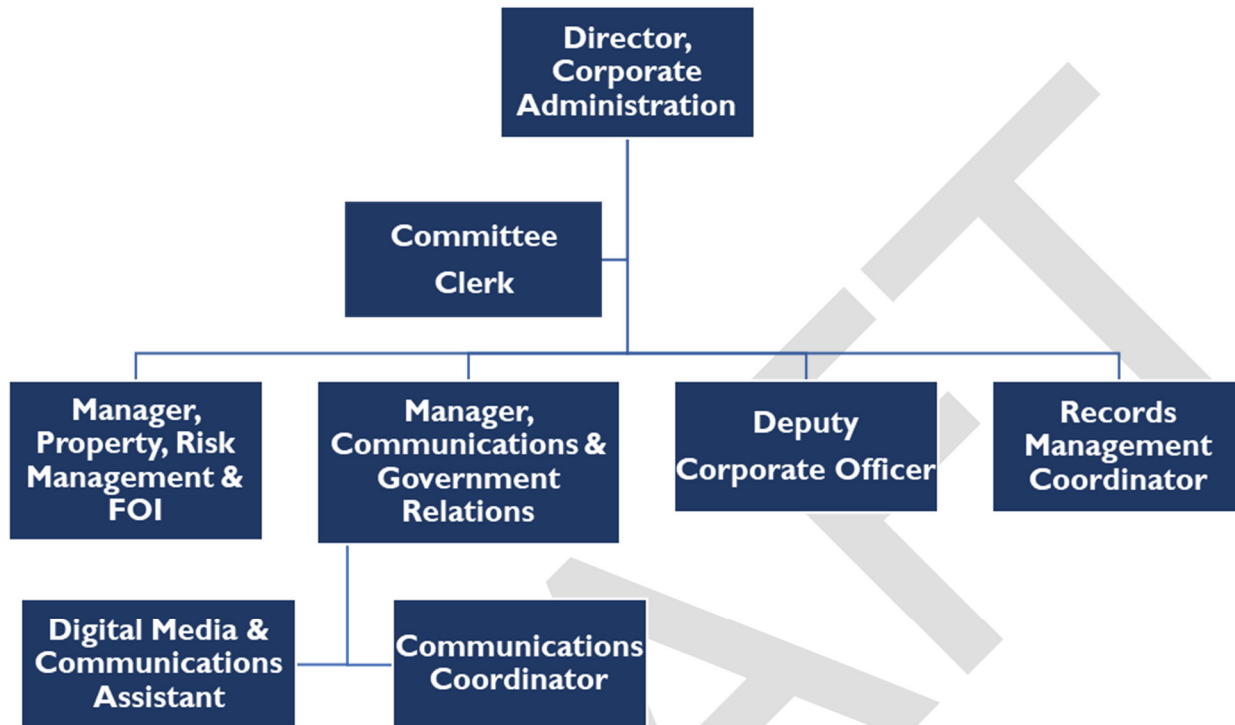 Director,
Corporate
Administration
Committee
Clerk
Manager,
Property, Risk
Management &
FOI
Manager,
Communications &
Government
Relations
Deputy
Corporate Officer
Records
Management
Coordinator
Digital Media &
Communications
Assistant
Communications
Coordinator